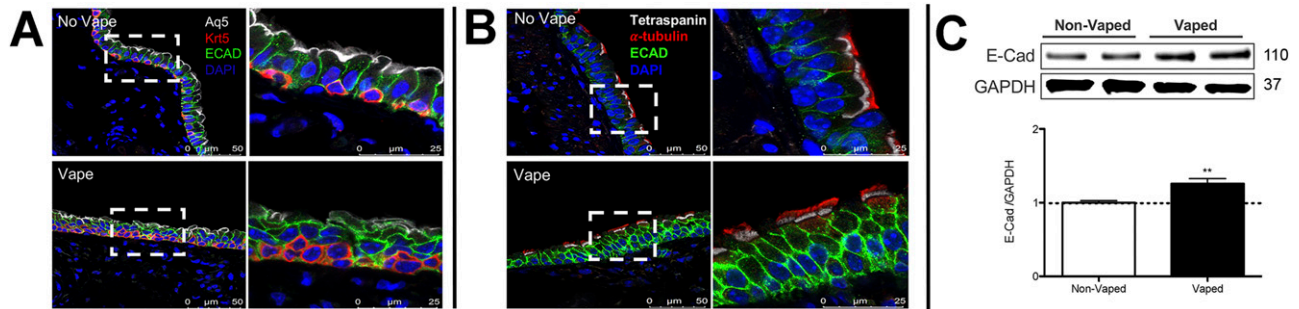 A
No Vape
Aq5
Krt5
ECAD
DAPI
0 µm 50
0 µm 25
Vape
0 µm 50
0 µm 25
B
No Vape
Tetraspanin
α-tubulin
ECAD
DAPI
0 µm 50
0 µm 25
Vape
0 µm 50
0 µm 25
C
Non-Vaped Vaped
E-Cad 110
GAPDH 37
E-Cad /GAPDH
2
1
0
**
Non-Vaped Vaped